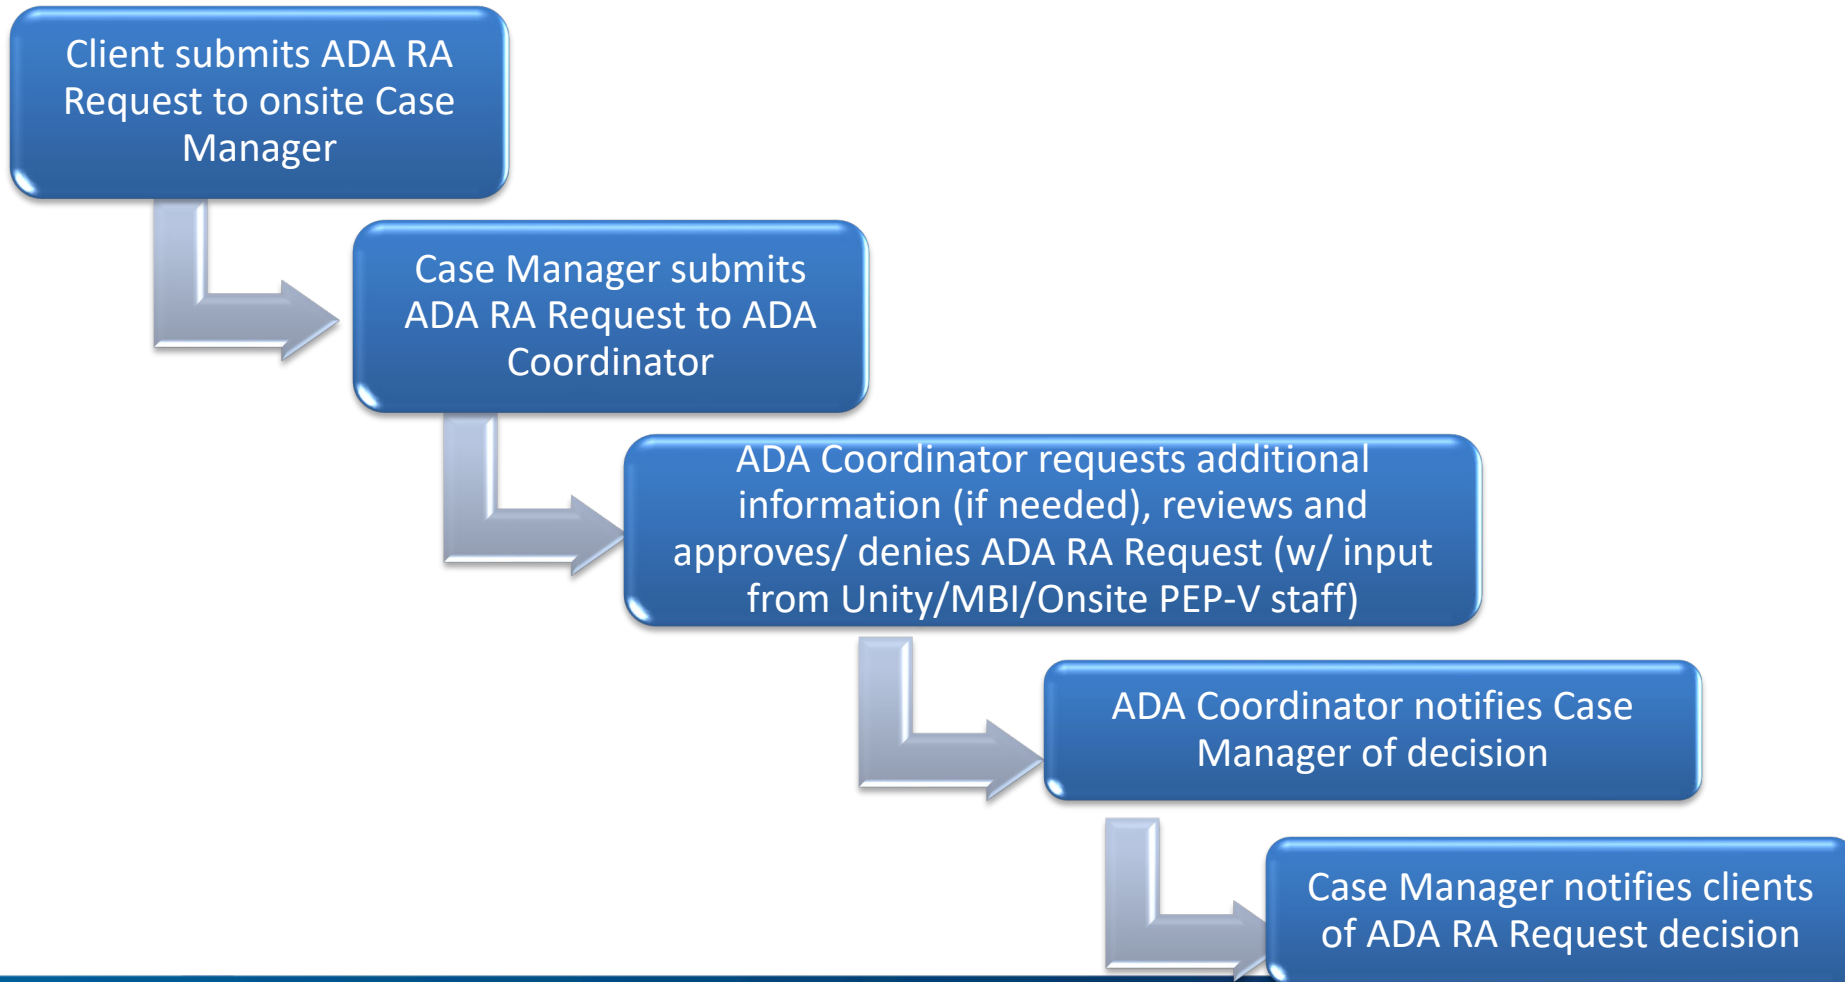 Client submits ADA RA
Request to onsite Case
Manager
Case Manager submits
ADA RA Request to ADA
Coordinator
ADA Coordinator requests additional
information (if needed), reviews and
approves/ denies ADA RA Request (w/ input
from Unity/MBI/Onsite PEP-V staff)
ADA Coordinator notifies Case
Manager of decision
Case Manager notifies clients
of ADA RA Request decision